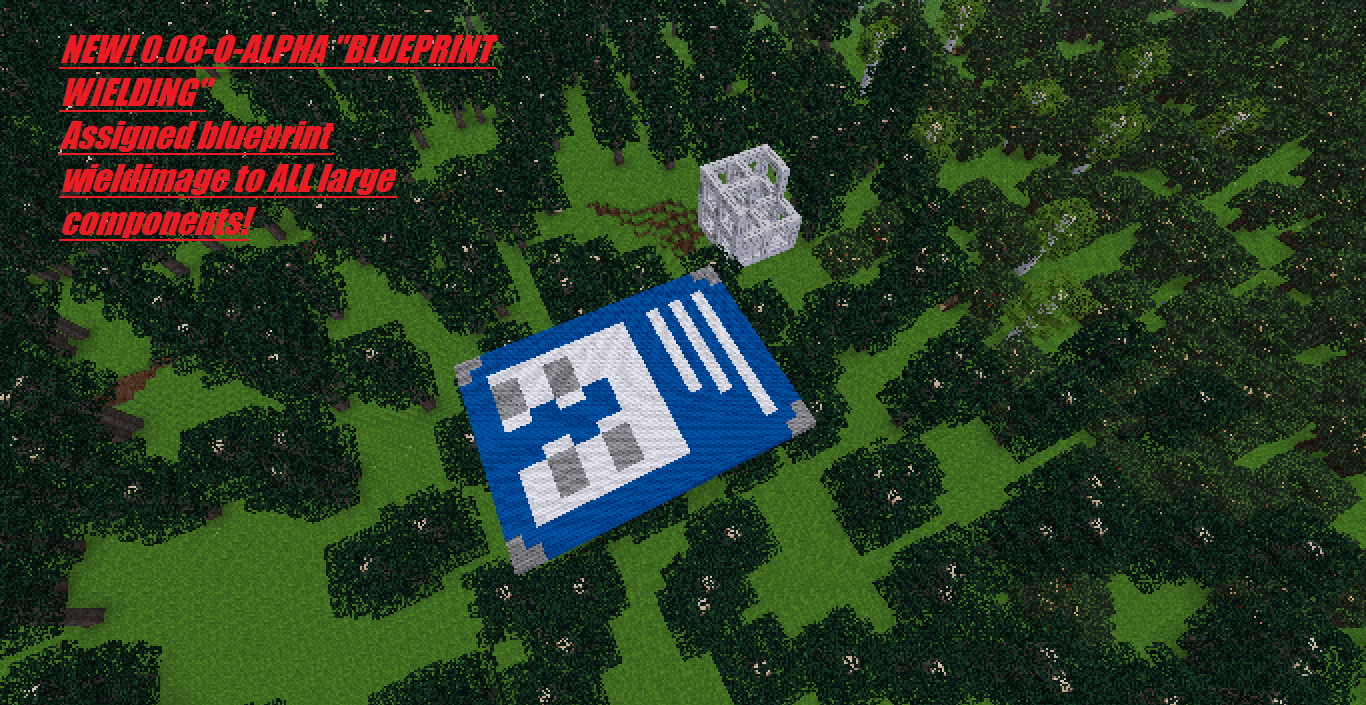 NEW! 0.08-0-ALPHA "BLUEPRINT
WIELDING"
Assigned blueprint
wieldimage to ALL large
components!